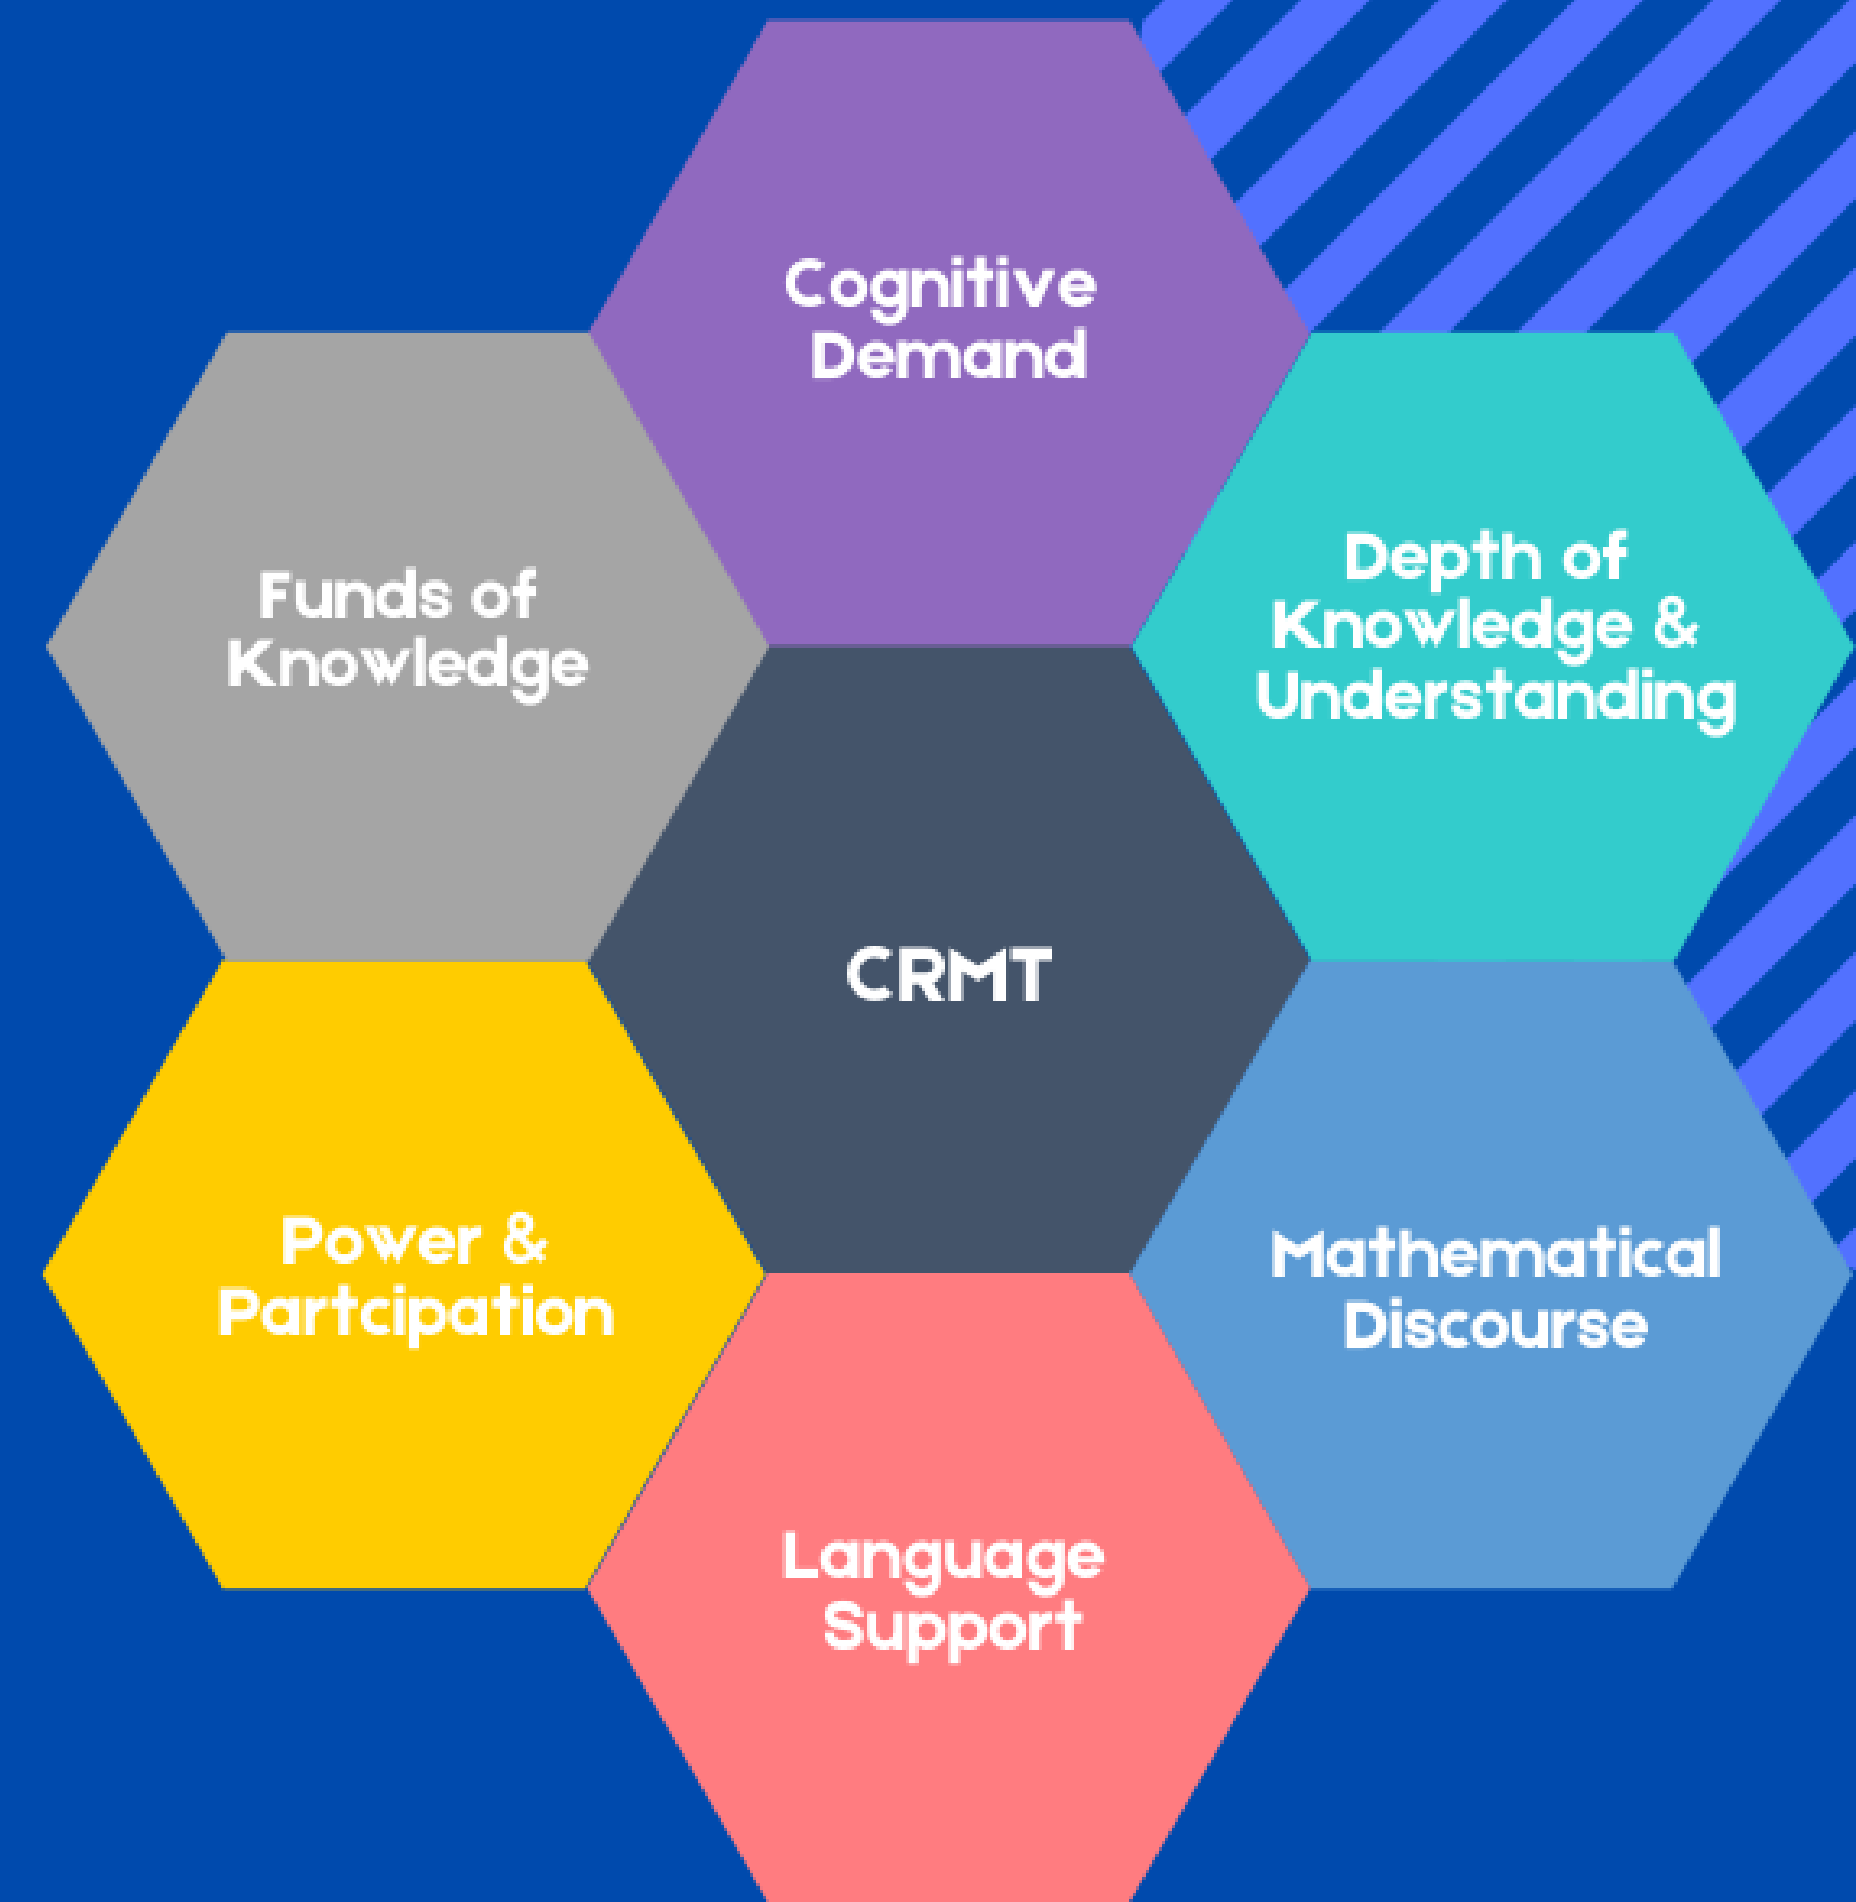 Cognitive
Demand
Depth of
Knowledge &
Understanding
Funds of
Knowledge
CRMT
Mathematical
Discourse
Power &
Partcipation
Language
Support